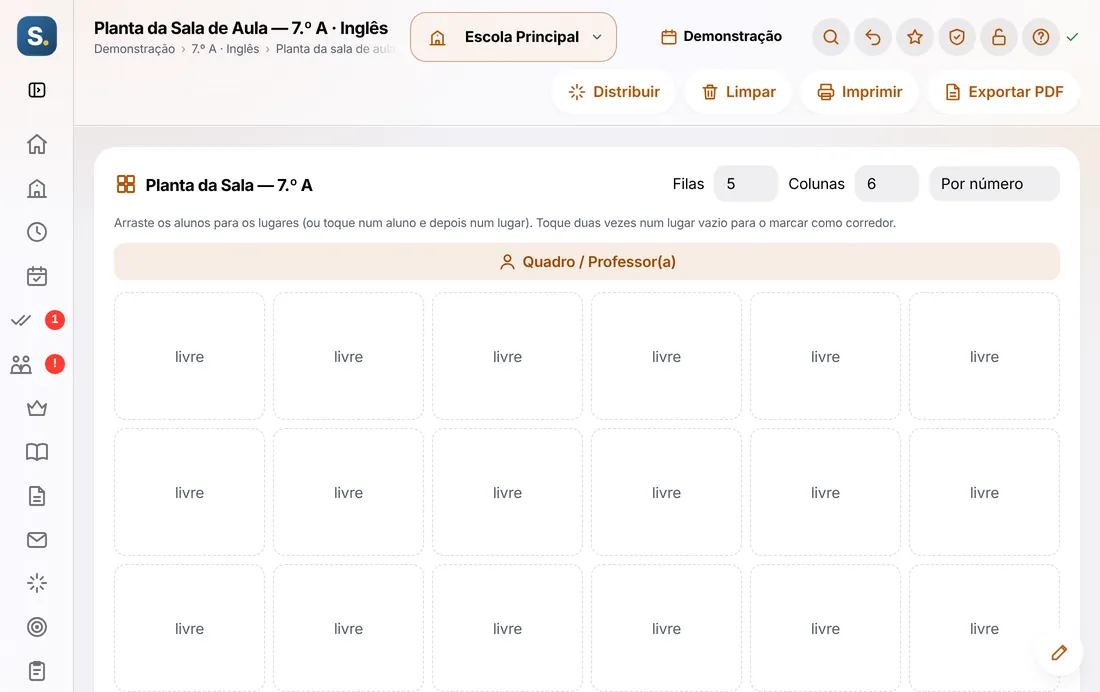 S.
Planta da Sala de Aula — 7.º A · Inglês
Demonstração › 7.º A · Inglês › Planta da sala de aula
Escola Principal
Demonstração
Distribuir
Limpar
Imprimir
Exportar PDF
1
!
Planta da Sala — 7.º A
Filas 5 Colunas 6 Por número
Arraste os alunos para os lugares (ou toque num aluno e depois num lugar). Toque duas vezes num lugar vazio para o marcar como corredor.
Quadro / Professor(a)
livre livre livre livre livre livre
livre livre livre livre livre livre
livre livre livre livre livre livre